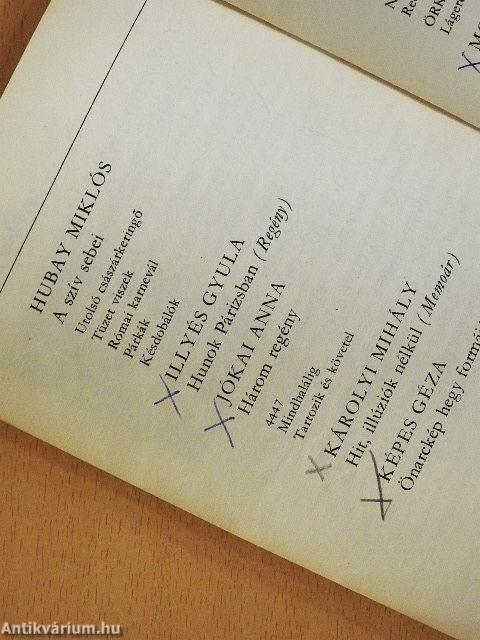 HUBAY MIKLÓS
A szív sebei
Utolsó császárkeringő
Tüzet viszek
Római karnevál
Párkák
Késdobálók
ILLYÉS GYULA
Hunok Párizsban (Regény)
JÓKAI ANNA
Három regény
4447
Mindhalálig
Tartozik és követel
KÁROLYI MIHÁLY
Hit, illúziók nélkül (Memoár)
KÉPES GÉZA
Önarckép hegy
ÖRK
Láger
Antikvárium.hu